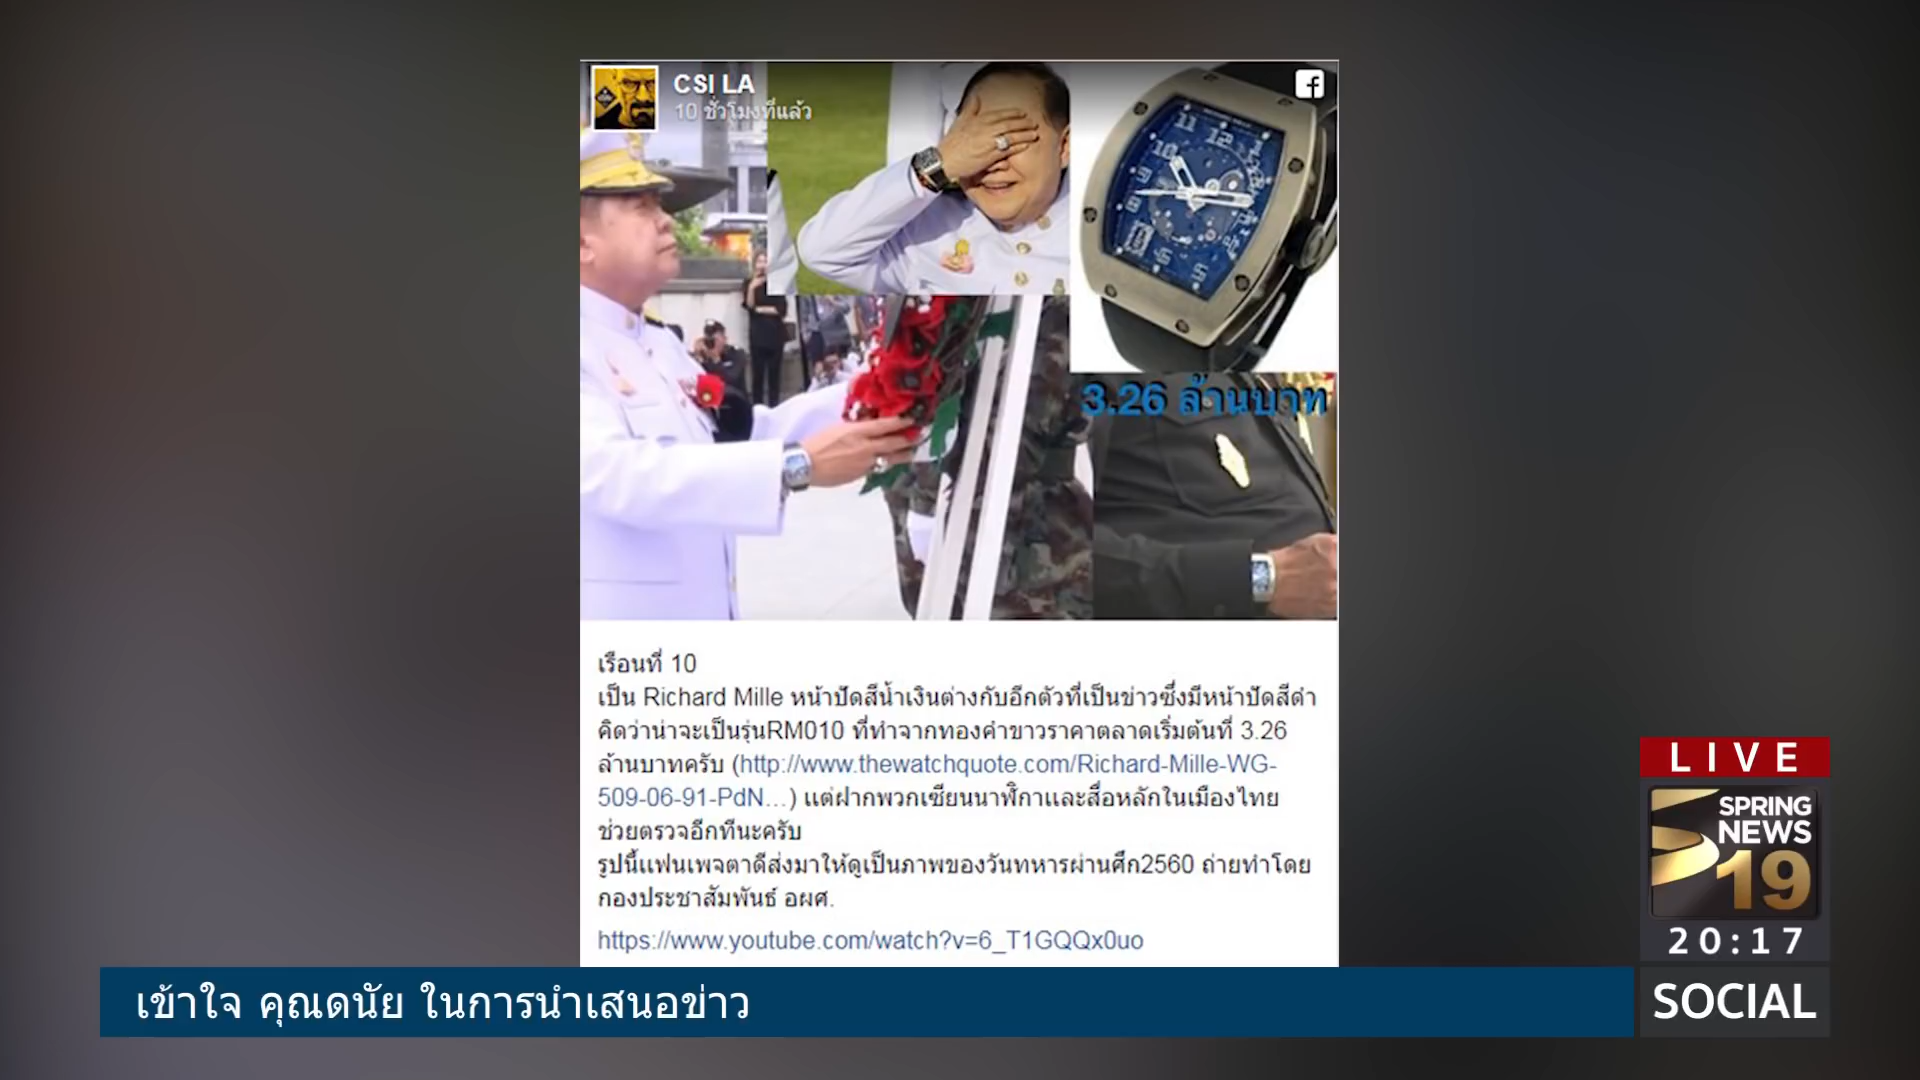 CSI LA
10 ชั่วโมงที่แล้ว
3.26 ล้านบาท
เรือนที่ 10
เป็น Richard Mille หน้าปัดสีน้ำเงินต่างกับอีกตัวที่เป็นข่าวซึ่งมีหน้าปัดสีดำ
คิดว่าน่าจะเป็นรุ่นRM010 ที่ทำจากทองคำขาวราคาตลาดเริ่มต้นที่ 3.26
ล้านบาทครับ (http://www.thewatchquote.com/Richard-Mille-WG-
509-06-91-PdN...) แต่ฝากพวกเซียนนาฬิกาและสื่อหลักในเมืองไทย
ช่วยตรวจอีกทีนะครับ
รูปนี้แฟนเพจตาดีส่งมาให้ดูเป็นภาพของวันทหารผ่านศึก2560 ถ่ายทำโดย
กองประชาสัมพันธ์ อผศ.
https://www.youtube.com/watch?v=6_T1GQQx0uo
LIVE
SPRING
NEWS
19
20:17
เข้าใจ คุณดนัย ในการนำเสนอข่าว
SOCIAL